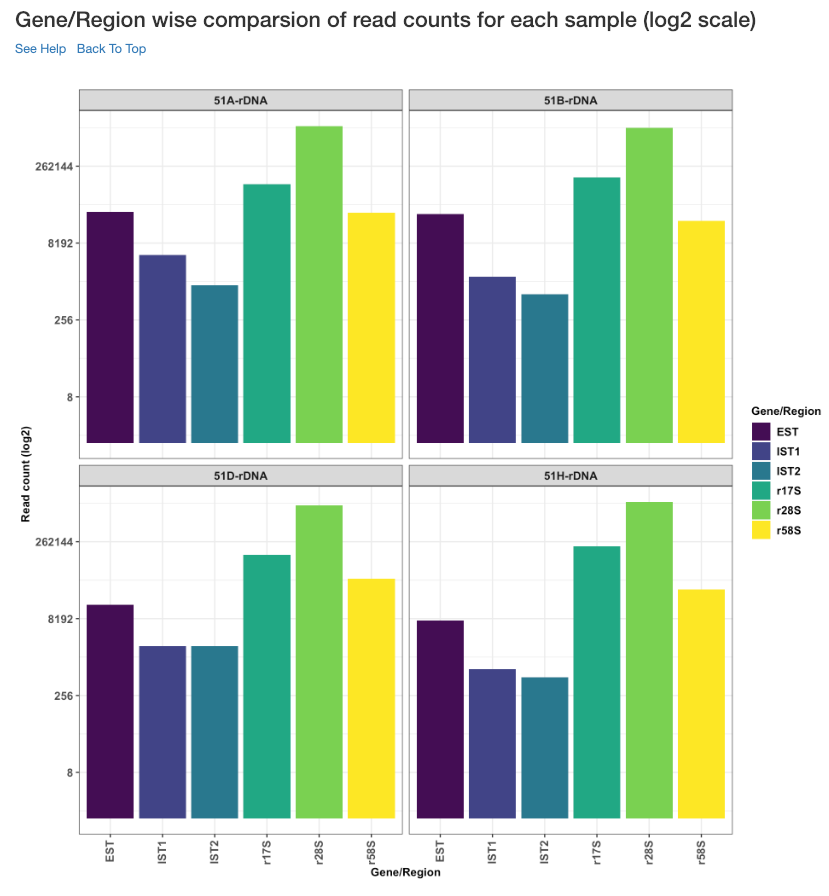 Gene/Region wise comparsion of read counts for each sample (log2 scale)
See Help Back To Top
51A-rDNA 51B-rDNA
262144
8192
256
8
51D-rDNA 51H-rDNA
262144
8192
256
8
Read count (log2)
EST IST1 IST2 r17S r28S r58S EST IST1 IST2 r17S r28S r58S
Gene/Region
Gene/Region
EST
IST1
IST2
r17S
r28S
r58S